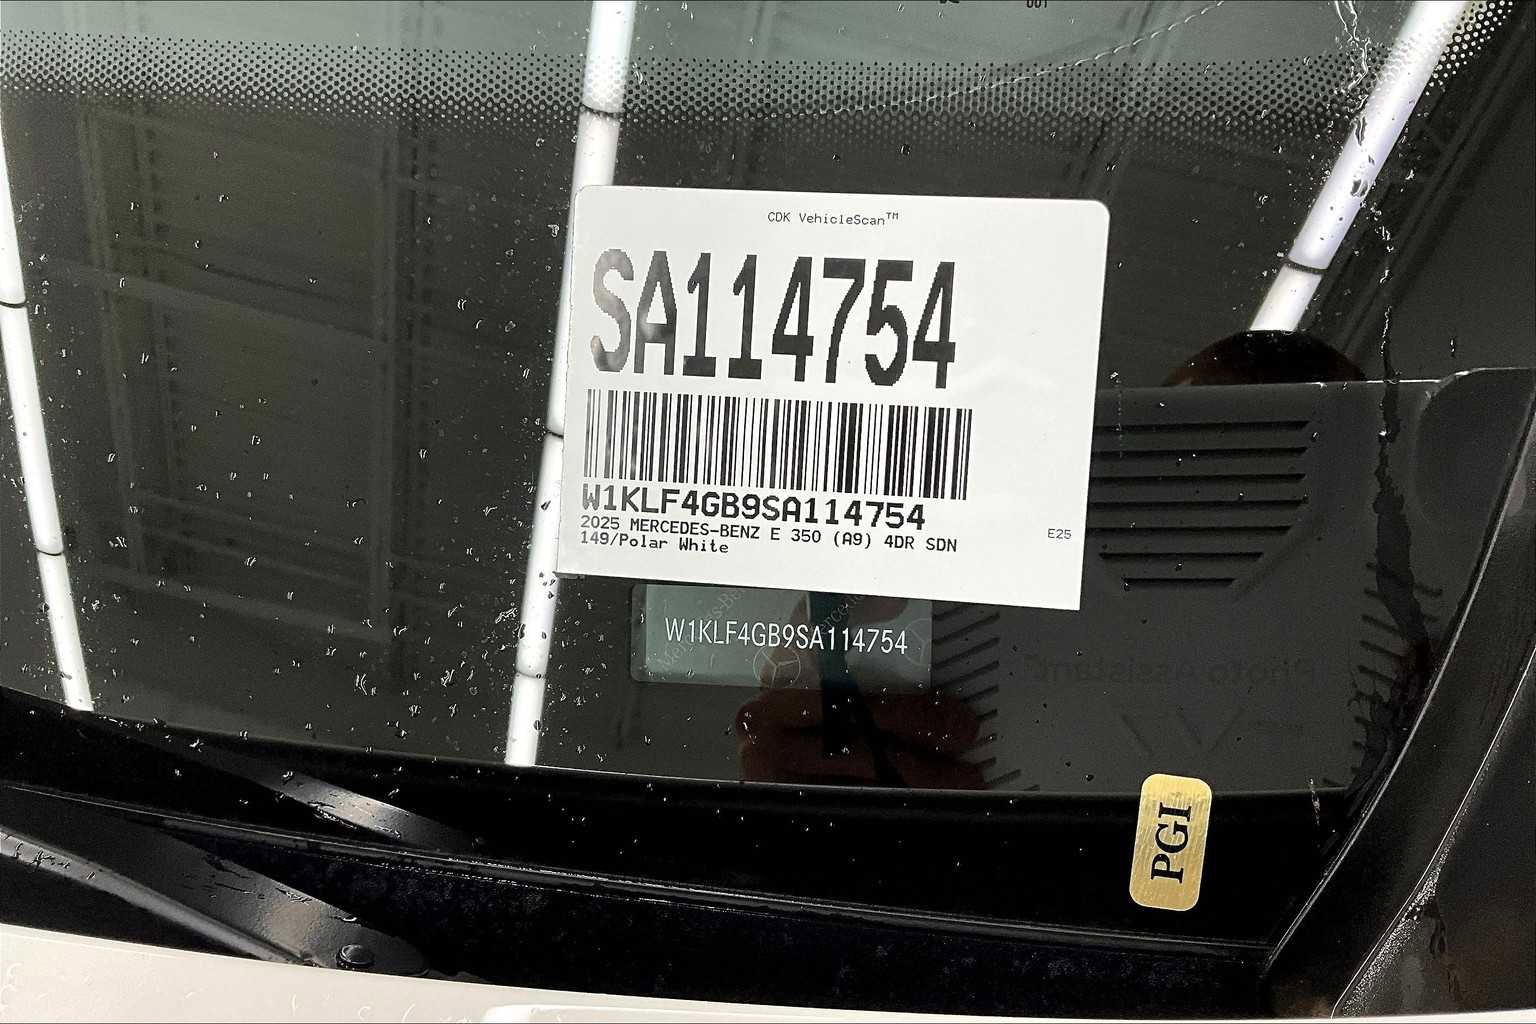 CDK VehicleScan™
SA114754
W1KLF4GB9SA114754
2025 MERCEDES-BENZ E 350 (A9) 4DR SDN
149/Polar White
E25
W1KLF4GB9SA114754
PGI